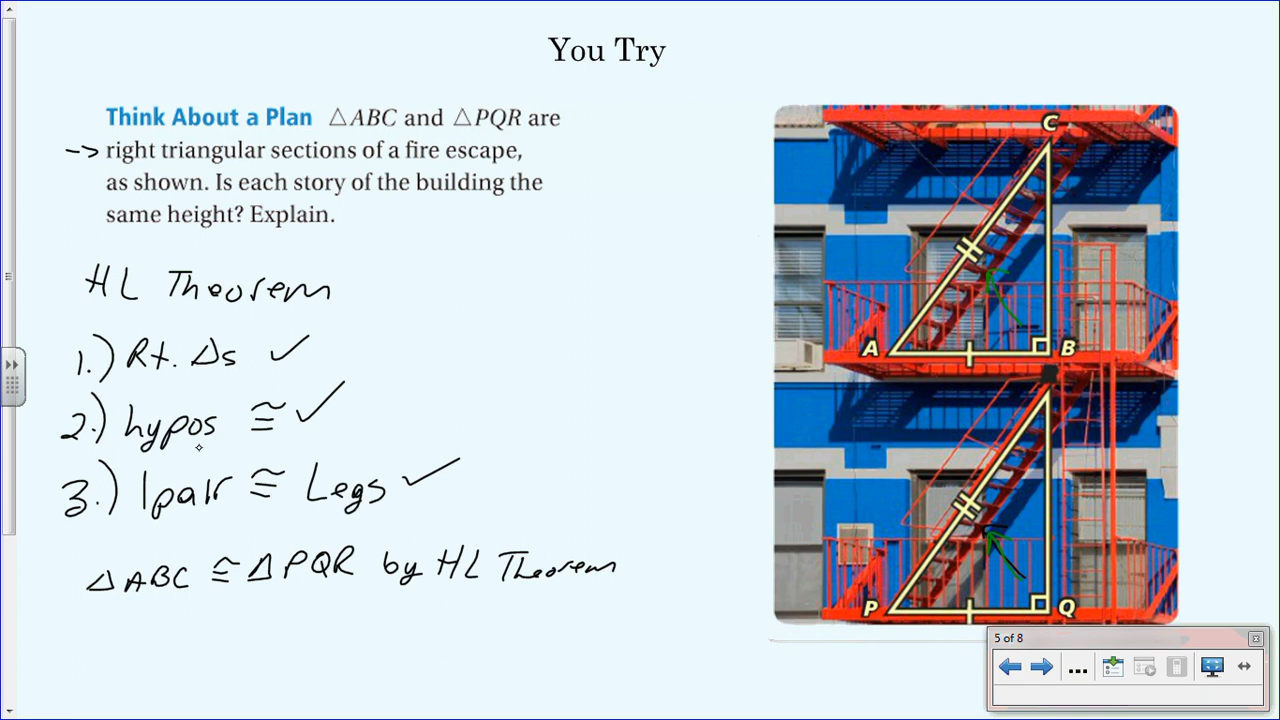 You Try
Think About a Plan △ABC and △PQR are
right triangular sections of a fire escape,
as shown. Is each story of the building the
same height? Explain.
HL Theorem
1.) Rt. △s ✓
2.) hypos ≅ ✓
3.) 1 pair ≅ Legs ✓
△ABC ≅ △PQR by HL Theorem
C
A
B
P
Q
5 of 8